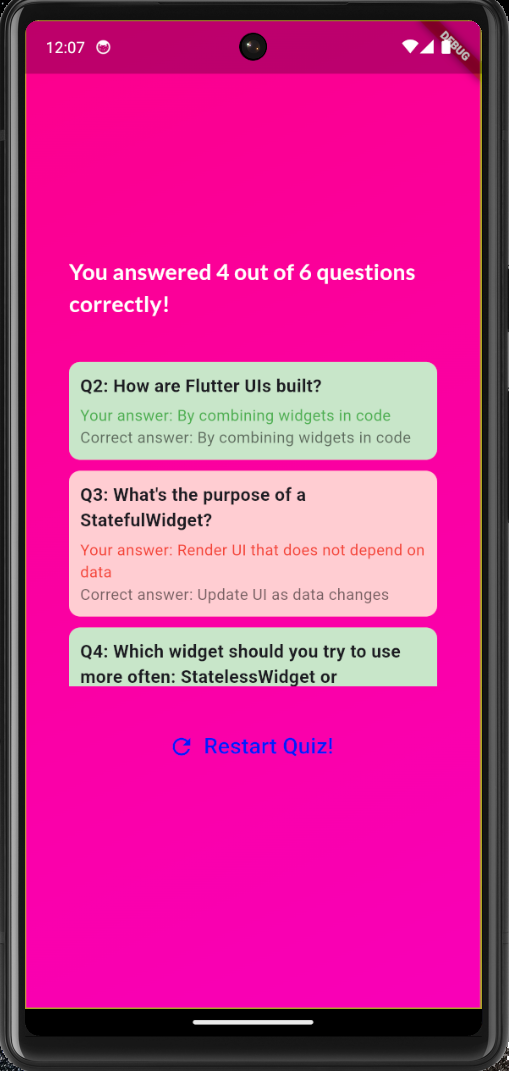 12:07
DEBUG
You answered 4 out of 6 questions
correctly!
Q2: How are Flutter UIs built?
Your answer: By combining widgets in code
Correct answer: By combining widgets in code
Q3: What's the purpose of a
StatefulWidget?
Your answer: Render UI that does not depend on
data
Correct answer: Update UI as data changes
Q4: Which widget should you try to use
more often: StatelessWidget or
Restart Quiz!